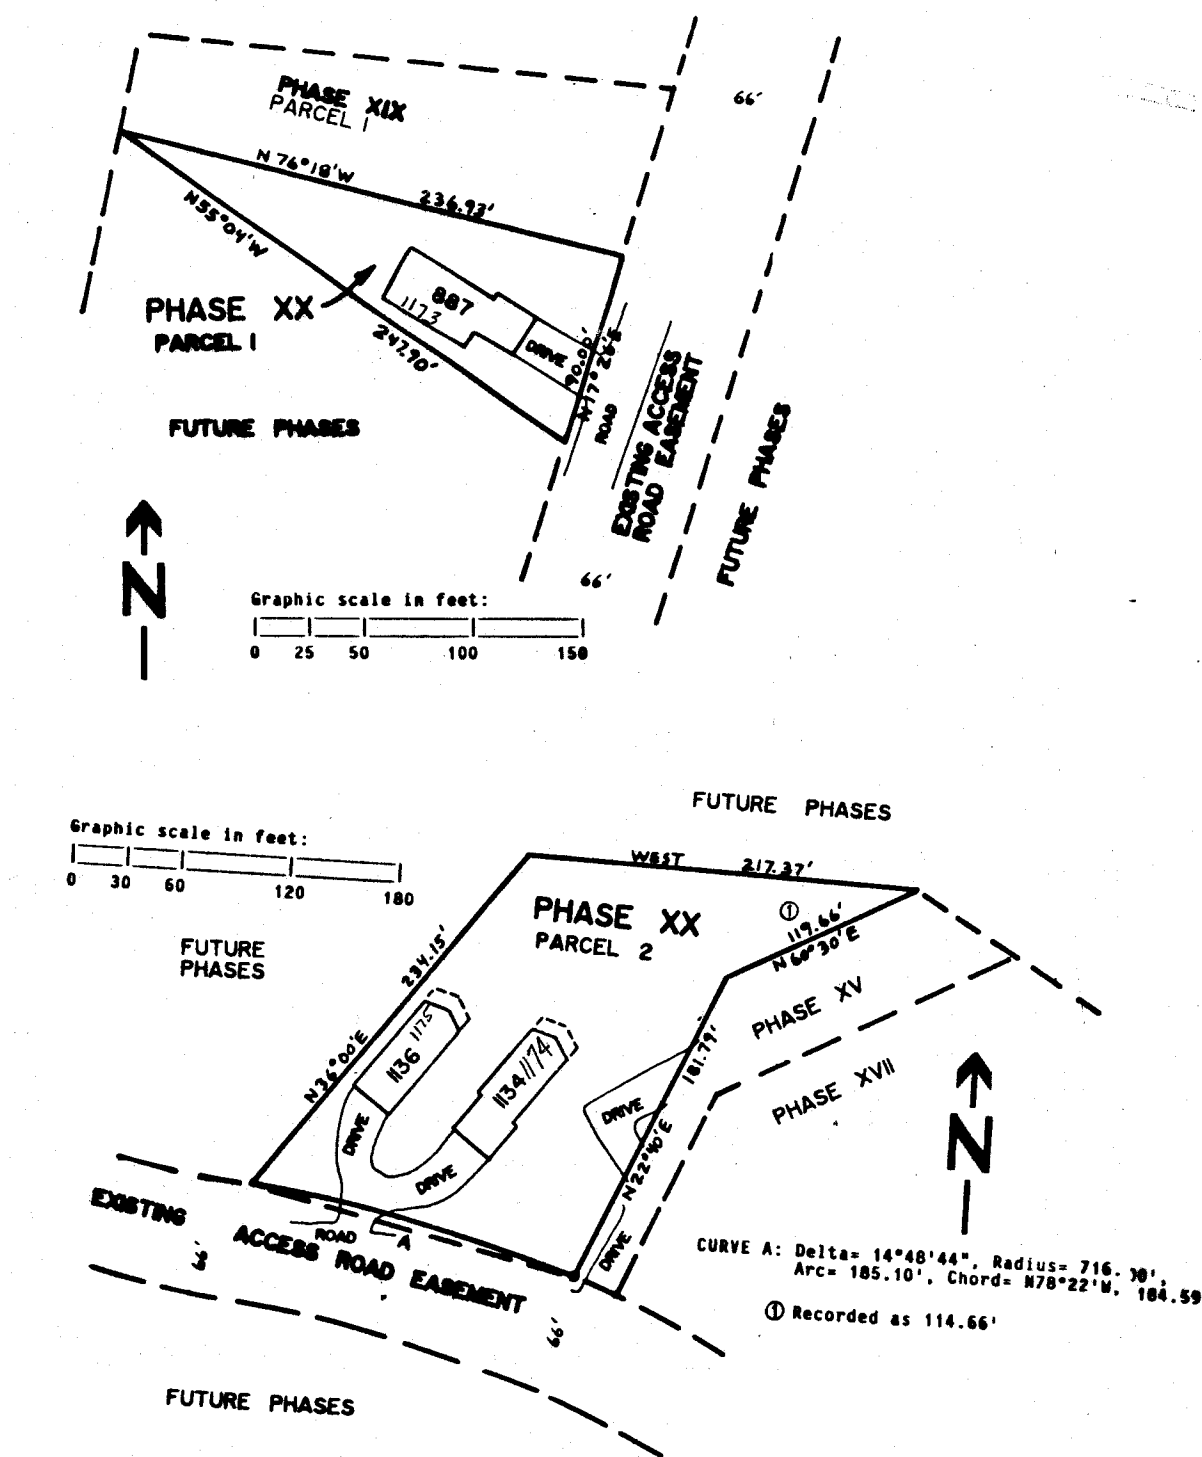 PHASE XIX
PARCEL 1
66'
N 76°18'W
236.93'
N55°04'W
PHASE XX
PARCEL 1
887
1173
DRIVE
247.90'
90.00'
N17°26'E
ROAD
EXISTING ACCESS
ROAD EASEMENT
FUTURE PHASES
FUTURE PHASES
66'
N
Graphic scale in feet:
0 25 50 100 150
FUTURE PHASES
Graphic scale in feet:
0 30 60 120 180
WEST 217.37'
PHASE XX
PARCEL 2
①
119.66'
N 60°30'E
FUTURE
PHASES
234.15'
N36°00'E
1136 1175
1134 1174
DRIVE
DRIVE
DRIVE
181.79'
N22°40'E
DRIVE
PHASE XV
PHASE XVII
N
EXISTING
ACCESS ROAD EASEMENT
ROAD
A
66'
66'
CURVE A: Delta= 14°48'44", Radius= 716.
Arc= 185.10', Chord= N78°22'W, 184.59
① Recorded as 114.66'
FUTURE PHASES